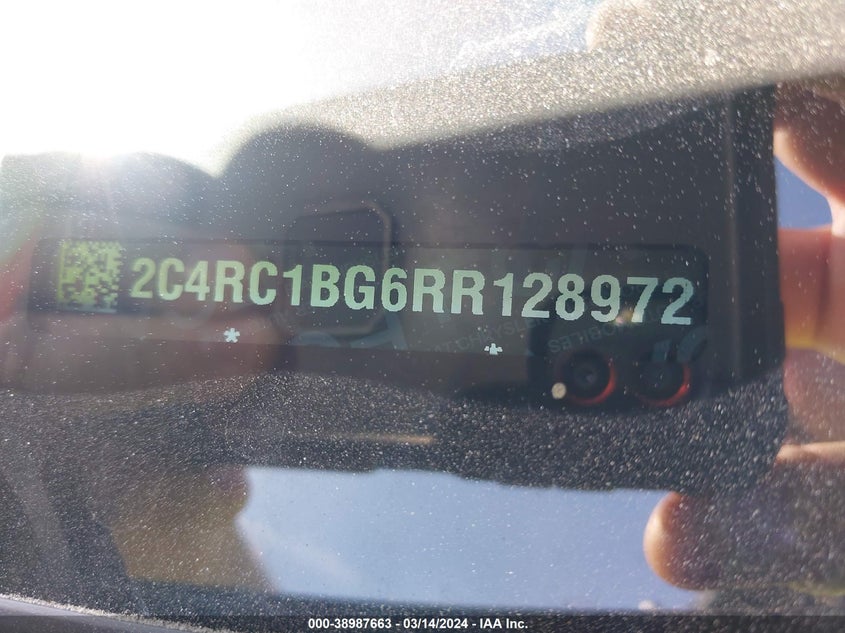 2C4RC1BG6RR128972
* *
000-38987663 - 03/14/2024 - IAA Inc.